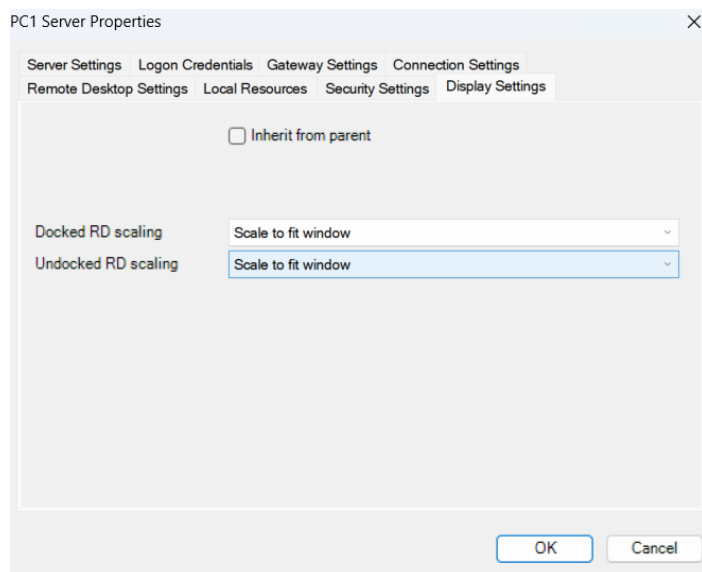 PC1 Server Properties
Server Settings Logon Credentials Gateway Settings Connection Settings
Remote Desktop Settings Local Resources Security Settings Display Settings
Inherit from parent
Docked RD scaling Scale to fit window
Undocked RD scaling Scale to fit window
OK Cancel